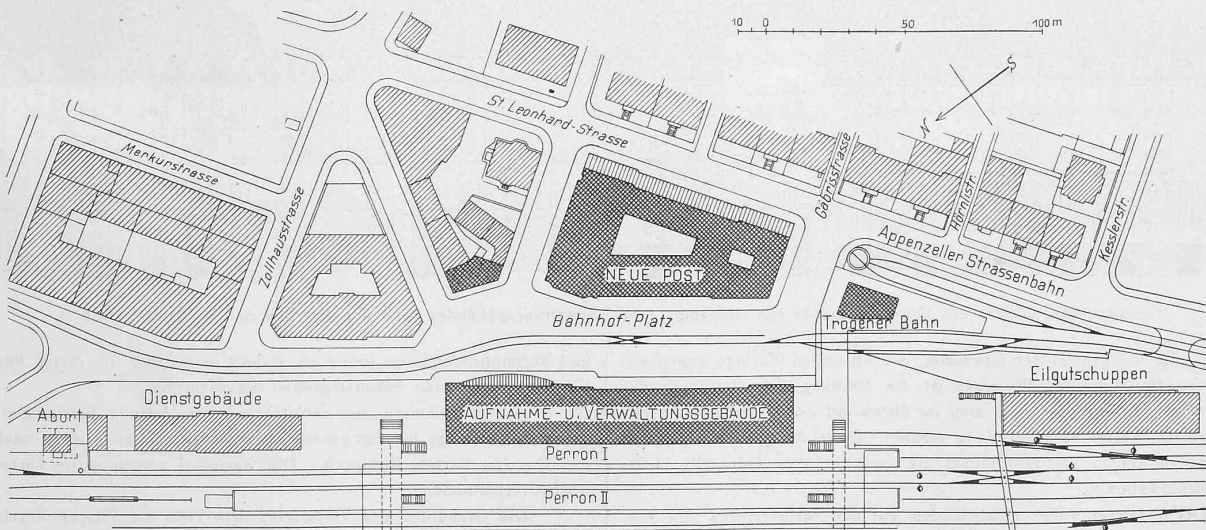 10 0 50 100 m
S
N
St Leonhard-Strasse
Merkurstrasse
Zollhausstrasse
Gäbrisstrasse
Hörnlistr.
Kesslerstr.
Appenzeller Strassenbahn
NEUE POST
Bahnhof-Platz
Trogener Bahn
Eilgutschuppen
Dienstgebäude
Abort
AUFNAHME-U. VERWALTUNGSGEBÄUDE
Perron I
Perron II